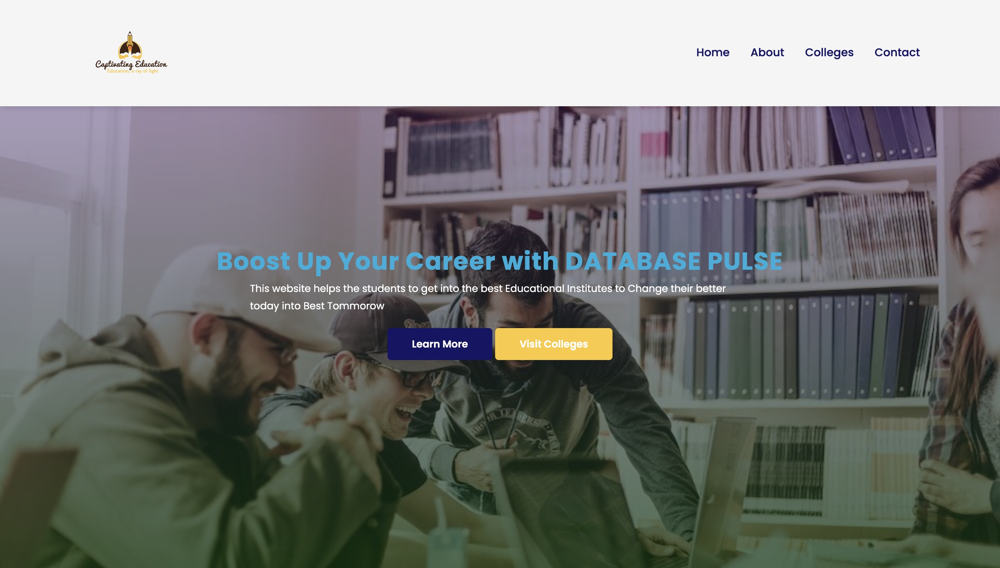 Captivating Education
Education, a ray of light
Home About Colleges Contact
Boost Up Your Career with DATABASE PULSE
This website helps the students to get into the best Educational Institutes to Change their better
today into Best Tommorow
Learn More Visit Colleges